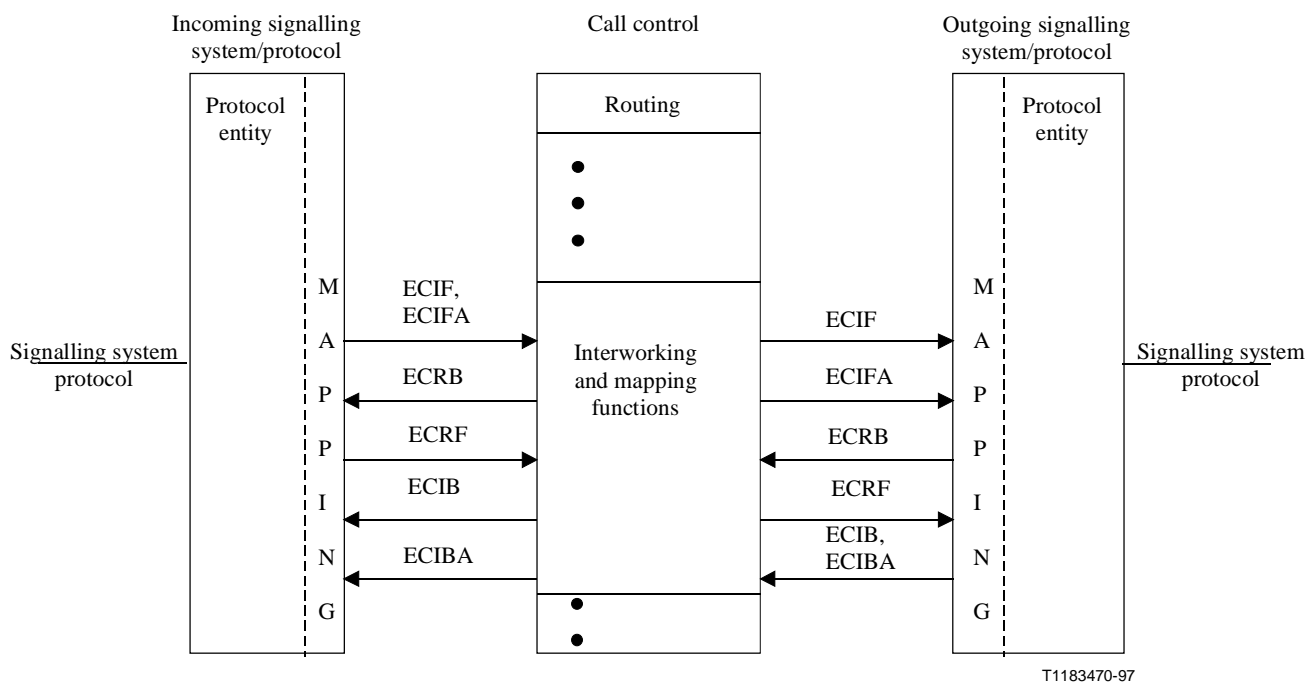 Incoming signalling
system/protocol
Call control
Outgoing signalling
system/protocol
Protocol
entity
Routing
Protocol
entity
M
A
P
P
I
N
G
ECIF,
ECIFA
ECRB
ECRF
ECIB
ECIBA
Interworking
and mapping
functions
ECIF
ECIFA
ECRB
ECRF
ECIB,
ECIBA
M
A
P
P
I
N
G
Signalling system
protocol
Signalling system
protocol
T1183470-97